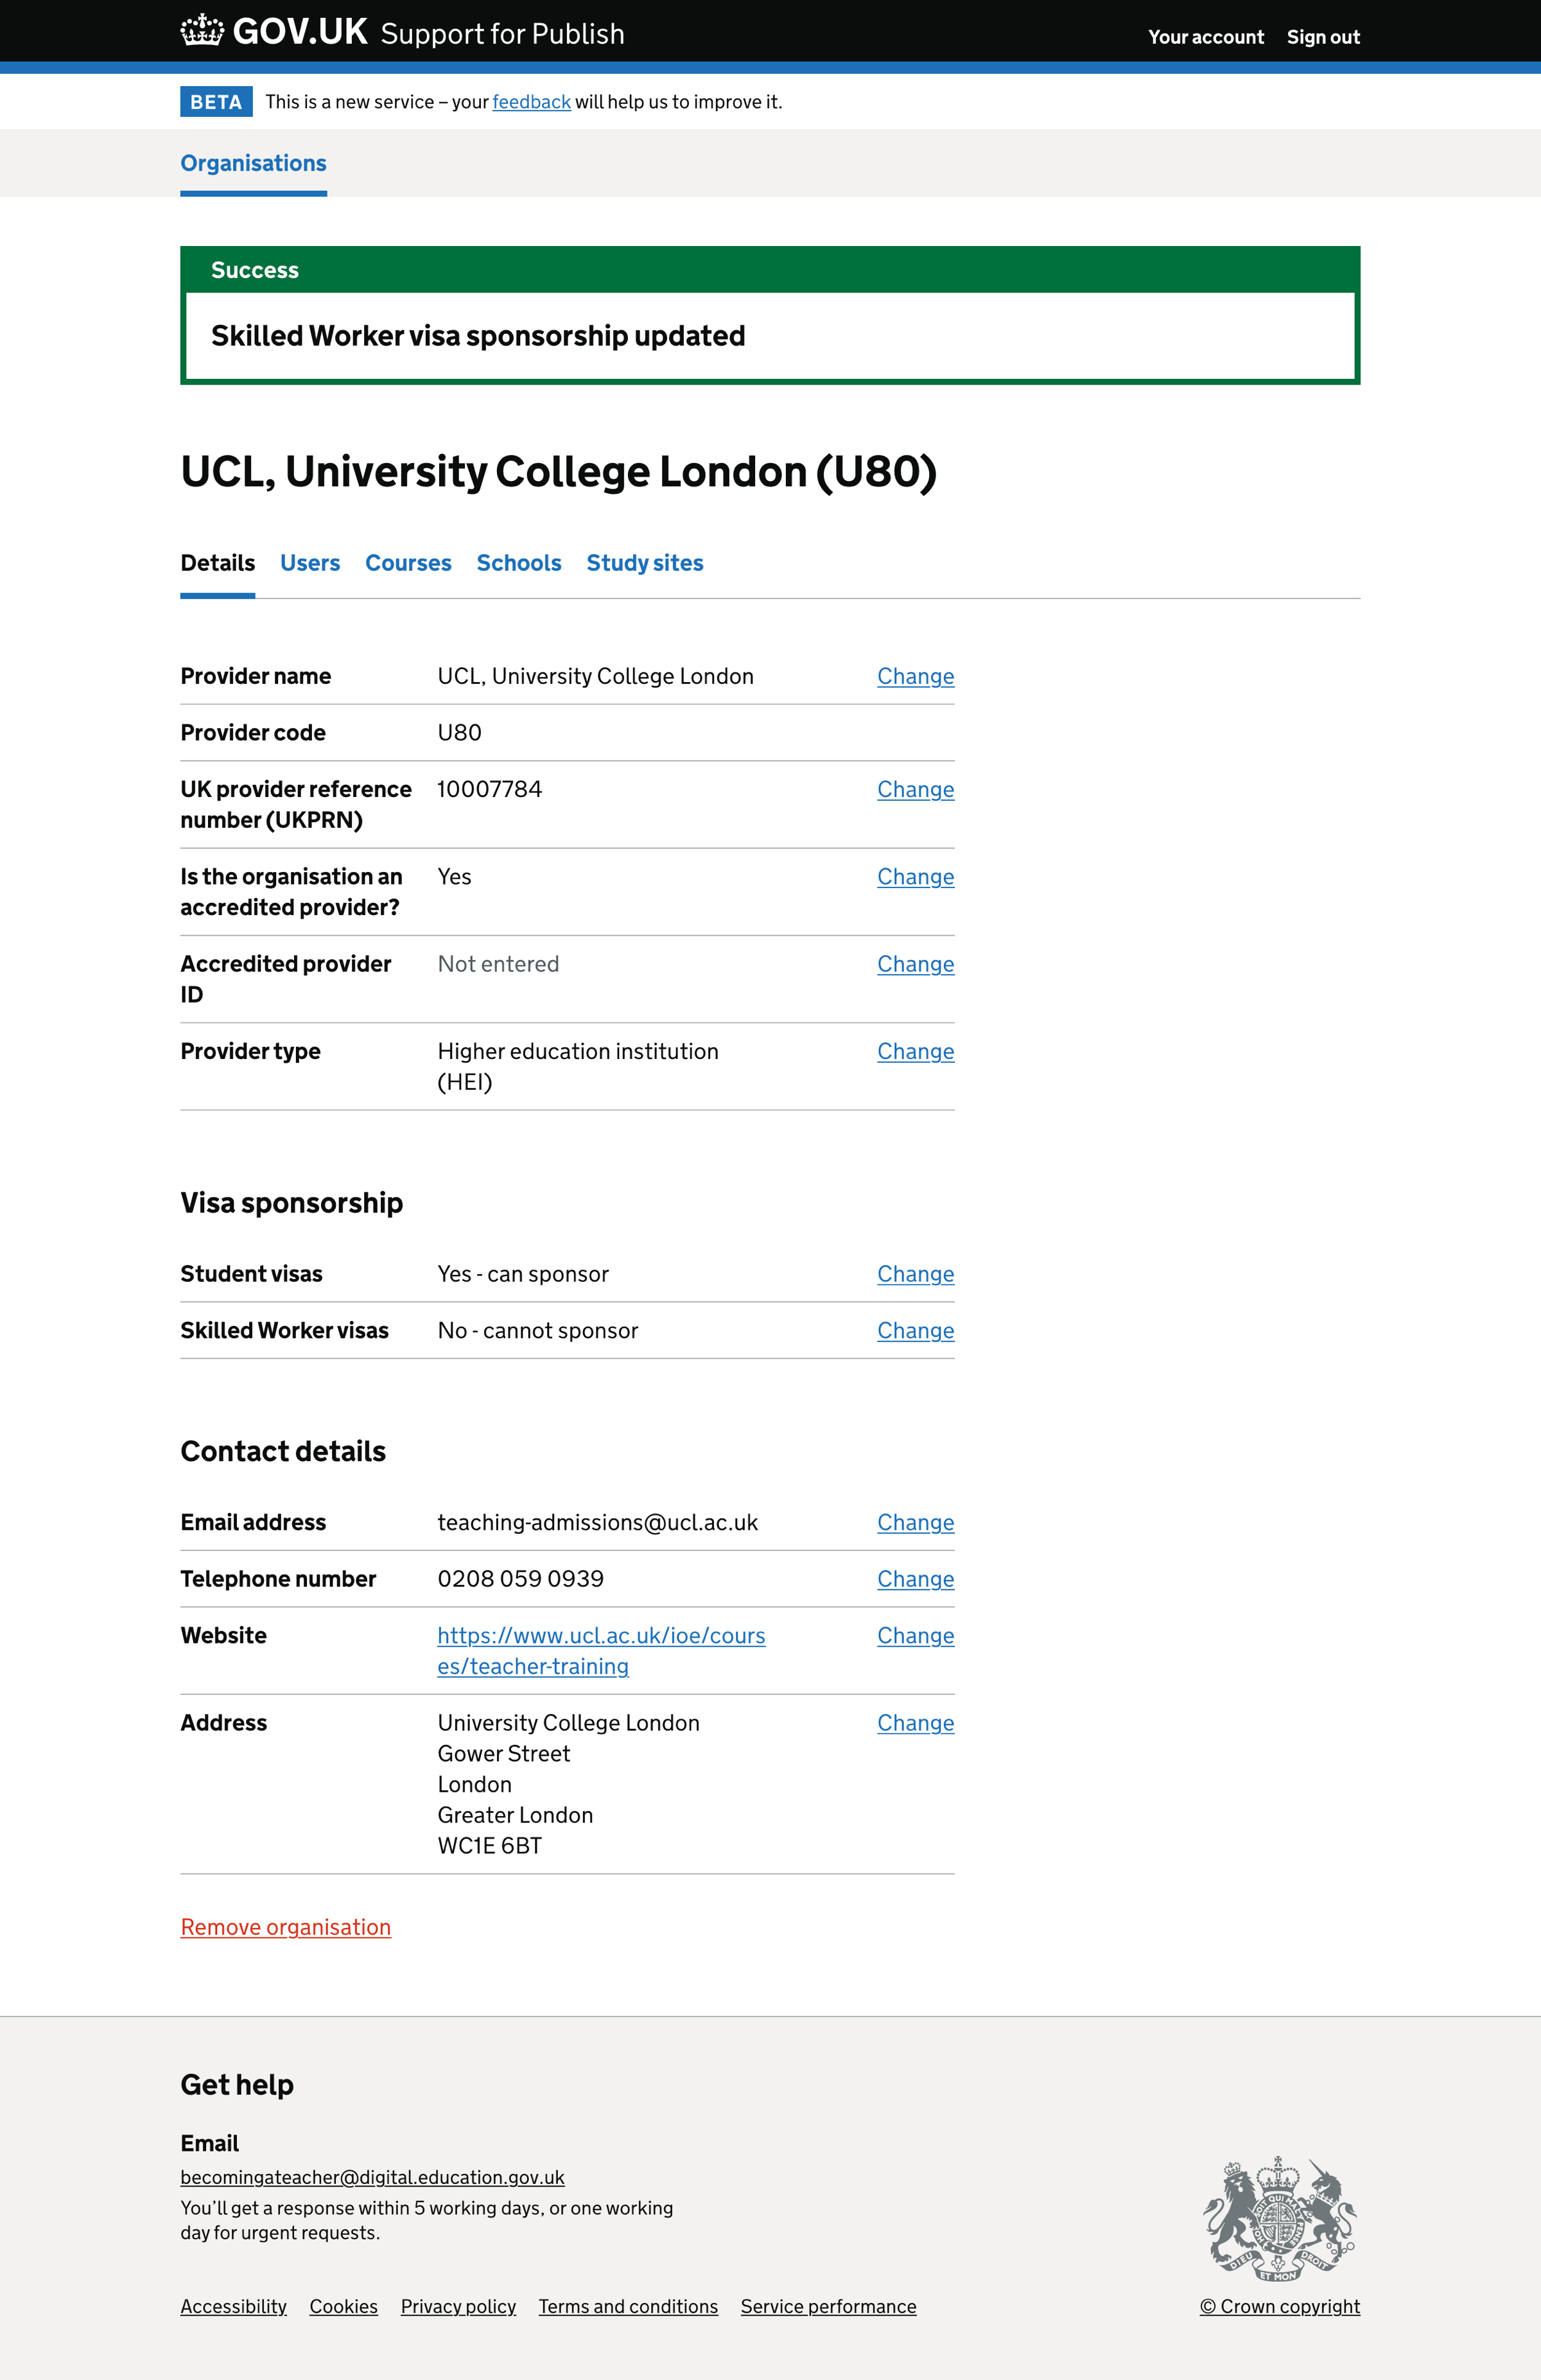 GOV.UK Support for Publish
Your account Sign out
BETA This is a new service – your feedback will help us to improve it.
Organisations
Success
Skilled Worker visa sponsorship updated
UCL, University College London (U80)
Details Users Courses Schools Study sites
Provider name UCL, University College London Change
Provider code U80
UK provider reference 10007784 Change
number (UKPRN)
Is the organisation an Yes Change
accredited provider?
Accredited provider Not entered Change
ID
Provider type Higher education institution Change
(HEI)
Visa sponsorship
Student visas Yes - can sponsor Change
Skilled Worker visas No - cannot sponsor Change
Contact details
Email address teaching-admissions@ucl.ac.uk Change
Telephone number 0208 059 0939 Change
Website https://www.ucl.ac.uk/ioe/cours Change
es/teacher-training
Address University College London Change
Gower Street
London
Greater London
WC1E 6BT
Remove organisation
Get help
Email
becomingateacher@digital.education.gov.uk
You’ll get a response within 5 working days, or one working
day for urgent requests.
DIEU ET MON DROIT
Accessibility Cookies Privacy policy Terms and conditions Service performance
© Crown copyright